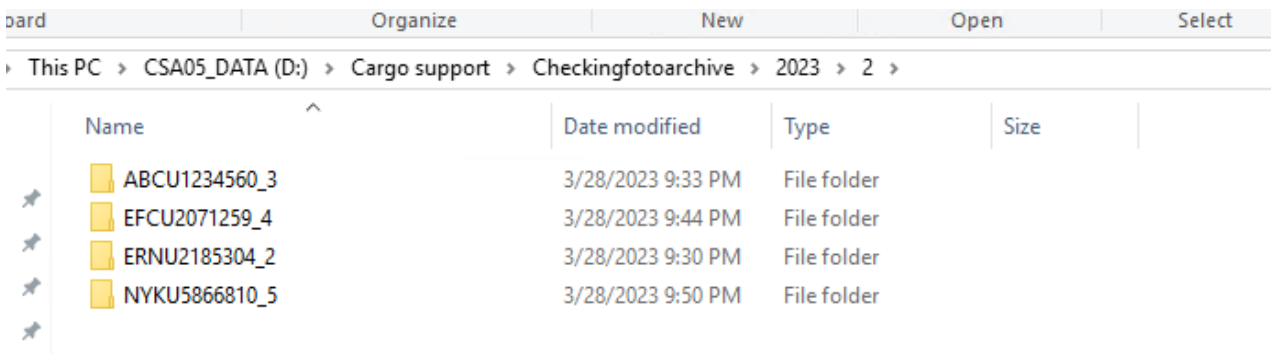 Organize New Open Select
This PC > CSA05_DATA (D:) > Cargo support > Checkingfotoarchive > 2023 > 2 >
Name Date modified Type Size
ABCU1234560_3 3/28/2023 9:33 PM File folder
EFCU2071259_4 3/28/2023 9:44 PM File folder
ERNU2185304_2 3/28/2023 9:30 PM File folder
NYKU5866810_5 3/28/2023 9:50 PM File folder